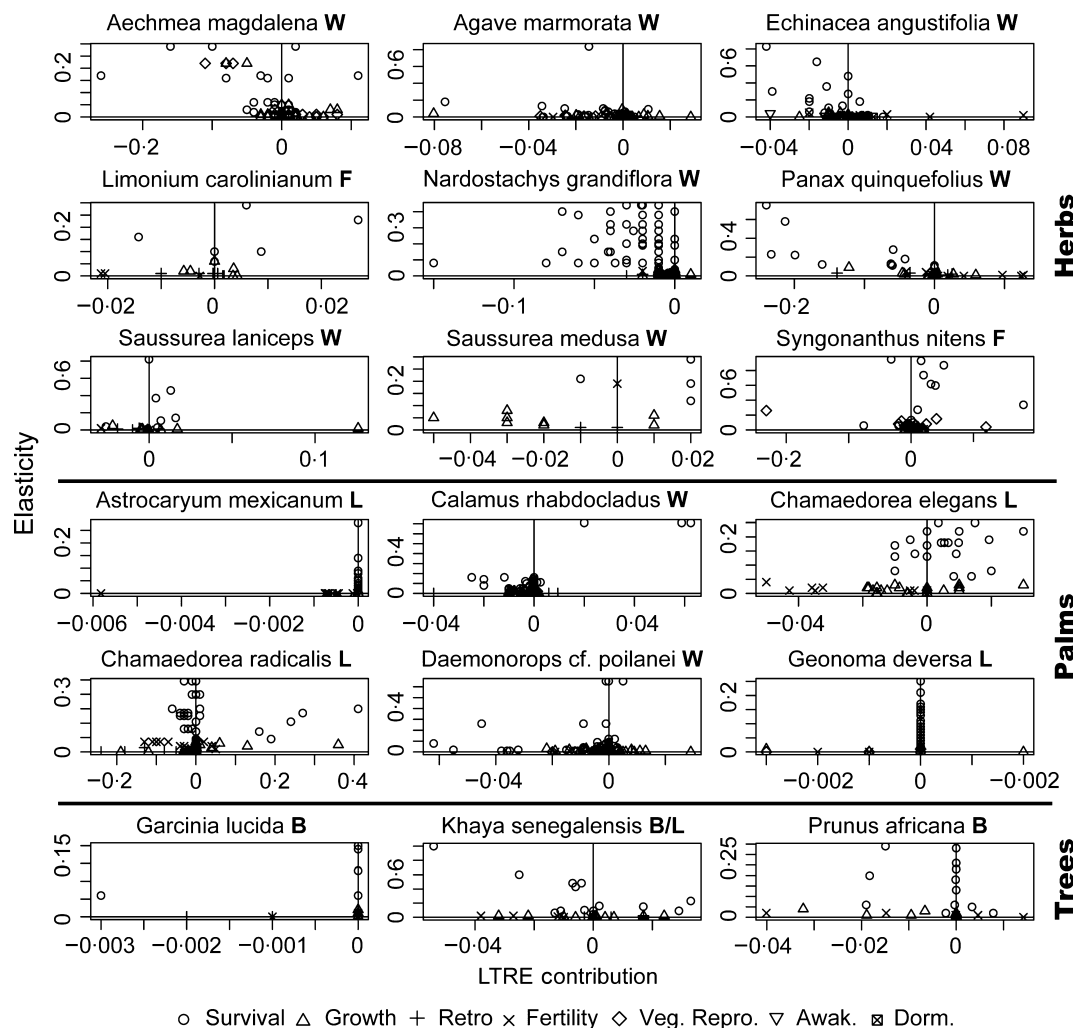 Aechmea magdalena W
Agave marmorata W
Echinacea angustifolia W
0·2
0
0·6
0
0·6
0
−0·2 0
−0·08 −0·04 0
−0·04 0 0·04 0·08
Limonium carolinianum F
Nardostachys grandiflora W
Panax quinquefolius W
0·2
0
0·3
0
0·4
0
−0·02 0 0·02
−0·1 0
−0·2 0
Saussurea laniceps W
Saussurea medusa W
Syngonanthus nitens F
0·6
0
0·2
0
0·6
0
0 0·1
−0·04 −0·02 0 0·02
−0·2 0
Herbs
Elasticity
Astrocaryum mexicanum L
Calamus rhabdocladus W
Chamaedorea elegans L
0·2
0
0·4
0
0·2
0
−0·006 −0·004 −0·002 0
−0·04 0 0·04
−0·04 0
Chamaedorea radicalis L
Daemonorops cf. poilanei W
Geonoma deversa L
0·3
0
0·4
0
0·2
0
−0·2 0 0·2 0·4
−0·04 0
−0·002 0 −0·002
Palms
Garcinia lucida B
Khaya senegalensis B/L
Prunus africana B
0·15
0
0·6
0
0·25
0
−0·003 −0·002 −0·001 0
−0·04 0
−0·04 −0·02 0
Trees
LTRE contribution
Survival Growth Retro Fertility Veg. Repro. Awak. Dorm.